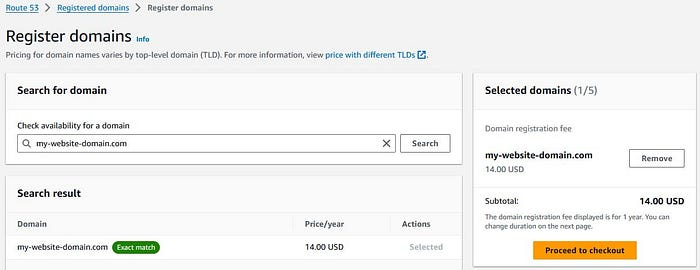 Route 53 > Registered domains > Register domains
Register domains Info
Pricing for domain names varies by top-level domain (TLD). For more information, view price with different TLDs
Search for domain
Check availability for a domain
my-website-domain.com
Search
Search result
Domain Price/year Actions
my-website-domain.com Exact match 14.00 USD Selected
Selected domains (1/5)
Domain registration fee
my-website-domain.com
Remove
14.00 USD
Subtotal: 14.00 USD
The domain registration fee displayed is for 1 year. You can
change duration on the next page.
Proceed to checkout